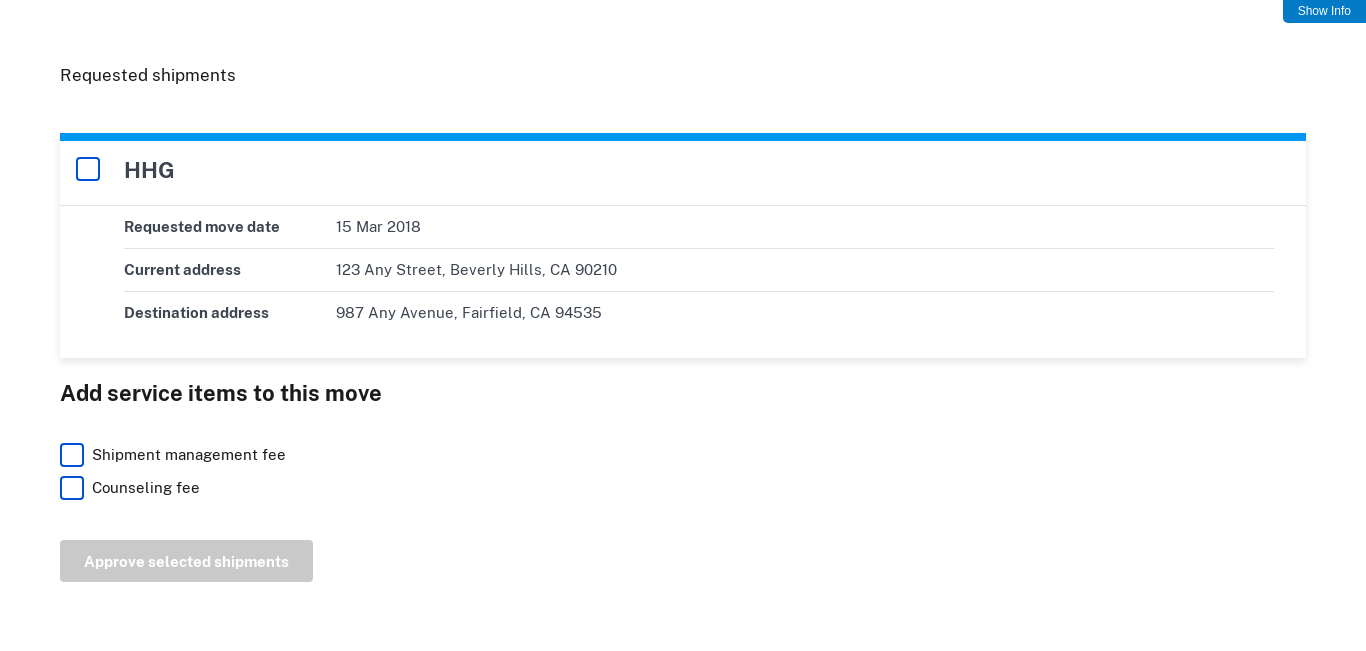 Show Info
Requested shipments
HHG
Requested move date 15 Mar 2018
Current address 123 Any Street, Beverly Hills, CA 90210
Destination address 987 Any Avenue, Fairfield, CA 94535
Add service items to this move
Shipment management fee
Counseling fee
Approve selected shipments